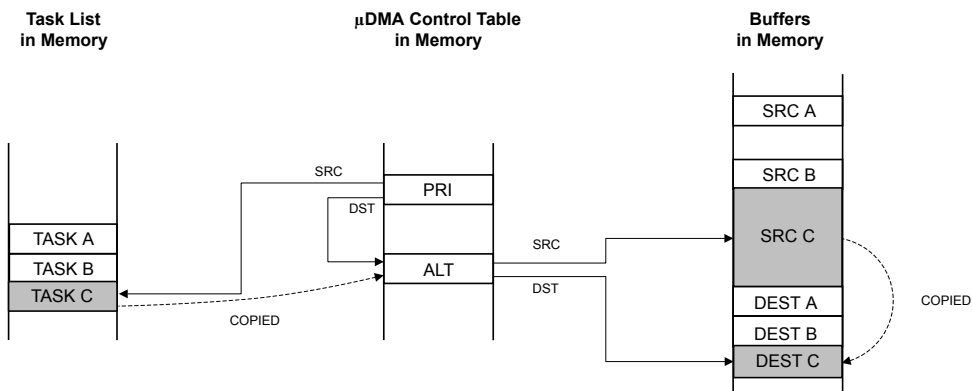 Task List
in Memory
µDMA Control Table
in Memory
Buffers
in Memory
SRC A
SRC B
SRC
PRI
DST
SRC C
TASK A
SRC
TASK B
ALT
DST
TASK C
DEST A
COPIED
COPIED
DEST B
DEST C